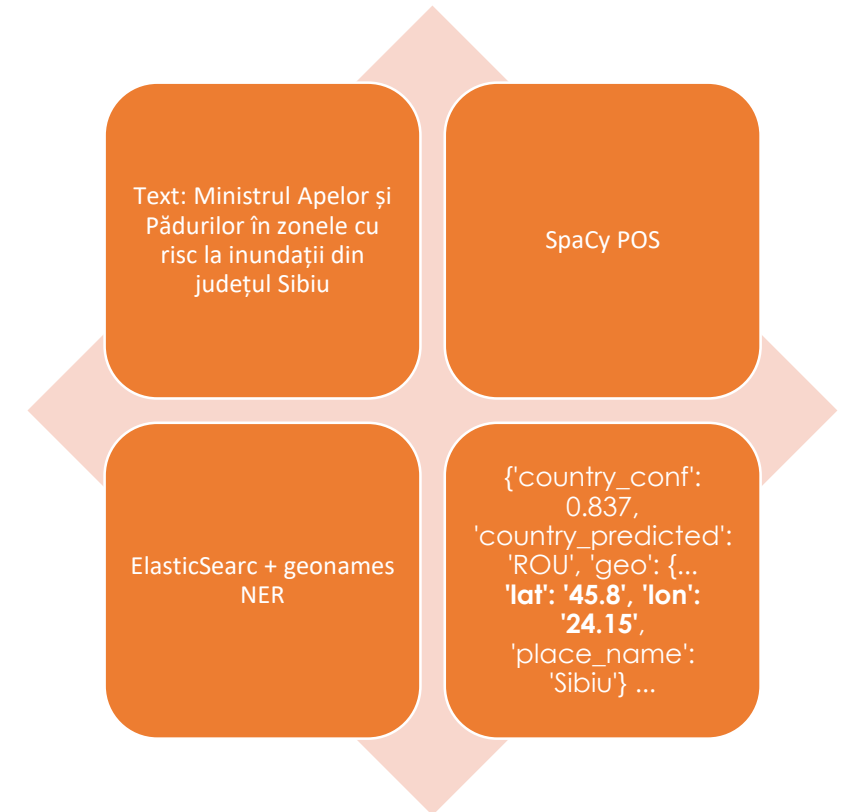 Text: Ministrul Apelor și
Pădurilor în zonele cu
risc la inundații din
județul Sibiu
SpaCy POS
ElasticSearc + geonames
NER
{'country_conf':
0.837,
'country_predicted':
'ROU', 'geo': {...
'lat': '45.8', 'lon':
'24.15',
'place_name':
'Sibiu'} ...